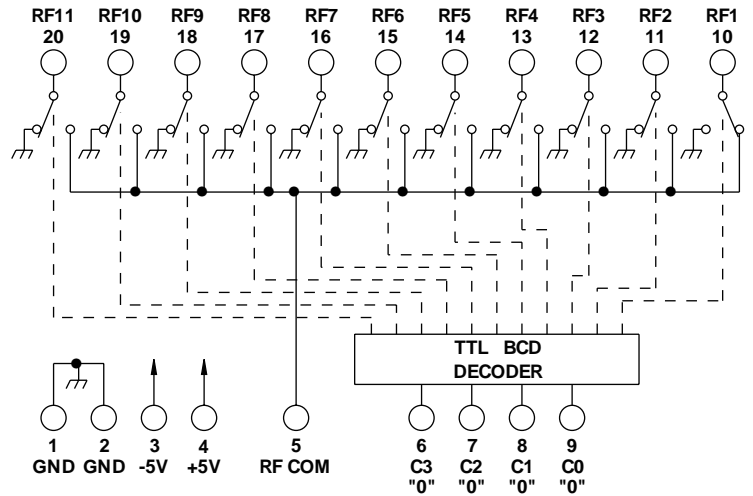 RF11 RF10 RF9 RF8 RF7 RF6 RF5 RF4 RF3 RF2 RF1
20 19 18 17 16 15 14 13 12 11 10
TTL BCD
DECODER
1 2 3 4 5 6 7 8 9
GND GND -5V +5V RF COM C3 C2 C1 C0
"0" "0" "0" "0"